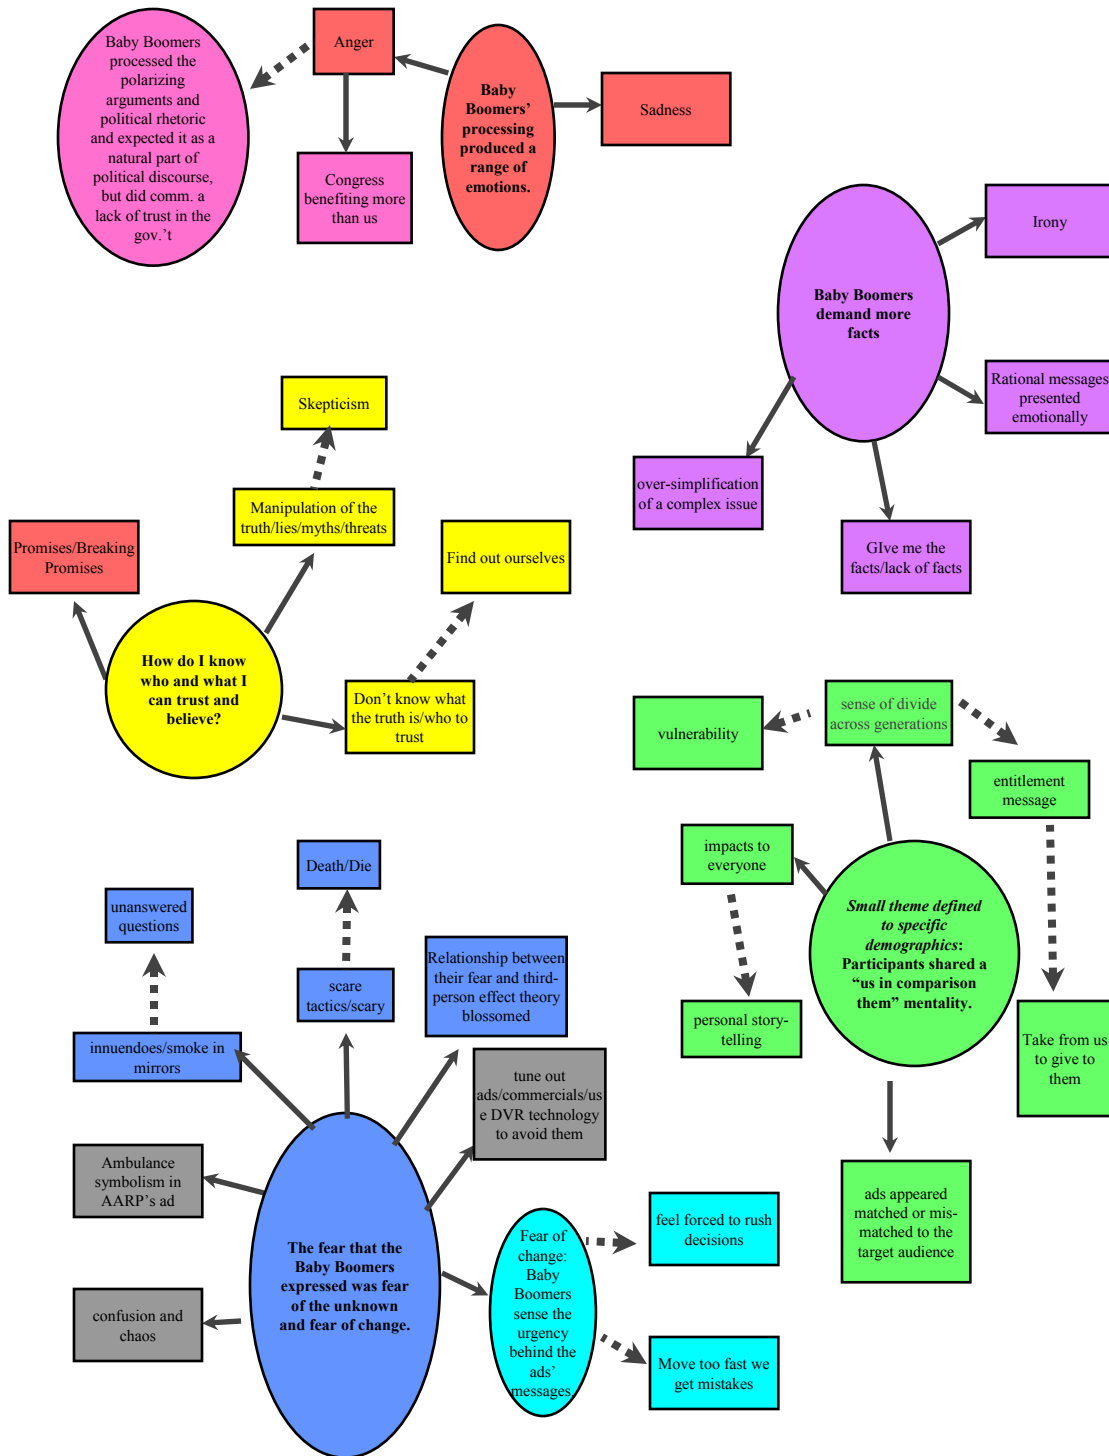 Baby Boomers
processed the
polarizing
arguments and
political rhetoric
and expected it as a
natural part of
political discourse,
but did comm. a
lack of trust in the
gov.'t
Anger
Baby
Boomers'
processing
produced a
range of
emotions.
Sadness
Congress
benefiting more
than us
Irony
Baby Boomers
demand more
facts
Rational messages
presented
emotionally
over-simplification
of a complex issue
GIve me the
facts/lack of facts
Skepticism
Manipulation of the
truth/lies/myths/threats
Promises/Breaking
Promises
Find out ourselves
How do I know
who and what I
can trust and
believe?
Don't know what
the truth is/who to
trust
sense of divide
across generations
vulnerability
entitlement
message
impacts to
everyone
Small theme defined
to specific
demographics:
Participants shared a
"us in comparison
them" mentality.
personal story-
telling
Take from us
to give to
them
ads appeared
matched or mis-
matched to the
target audience
Death/Die
unanswered
questions
scare
tactics/scary
Relationship between
their fear and third-
person effect theory
blossomed
innuendoes/smoke in
mirrors
tune out
ads/commercials/us
e DVR technology
to avoid them
Ambulance
symbolism in
AARP's ad
The fear that the
Baby Boomers
expressed was fear
of the unknown
and fear of change.
confusion and
chaos
Fear of
change:
Baby
Boomers
sense the
urgency
behind the
ads'
messages.
feel forced to rush
decisions
Move too fast we
get mistakes